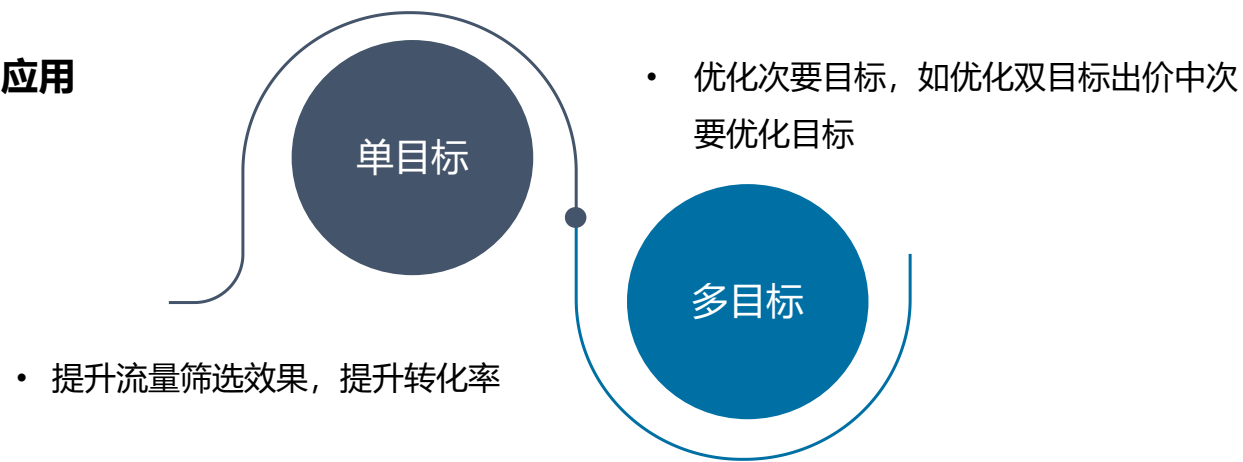 应用
单目标
• 提升流量筛选效果，提升转化率
• 优化次要目标，如优化双目标出价中次
要优化目标
多目标